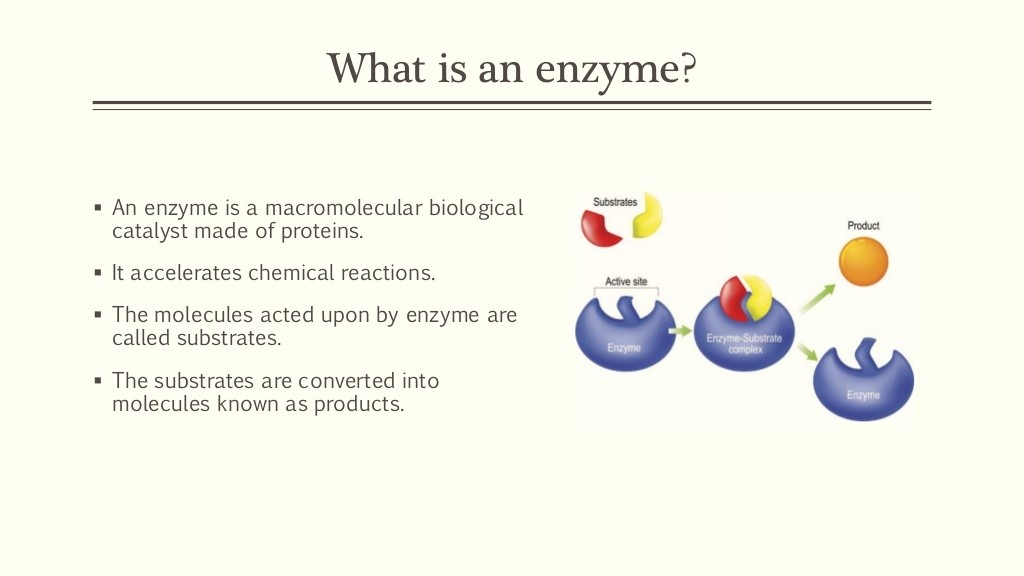 What is an enzyme?
▪ An enzyme is a macromolecular biological
catalyst made of proteins.
▪ It accelerates chemical reactions.
▪ The molecules acted upon by enzyme are
called substrates.
▪ The substrates are converted into
molecules known as products.
Substrates
Active site
Enzyme
Enzyme-Substrate
complex
Product
Enzyme